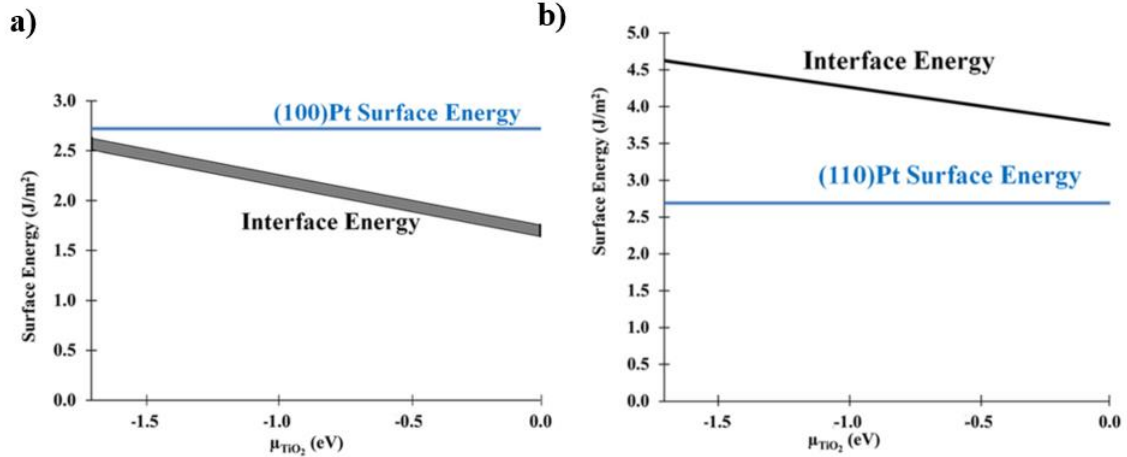 a)
Surface Energy (J/m²)
3.0
2.5
2.0
1.5
1.0
0.5
0.0
(100)Pt Surface Energy
Interface Energy
-1.5 -1.0 -0.5 0.0
μTiO₂ (eV)
b)
Surface Energy (J/m²)
5.0
4.5
4.0
3.5
3.0
2.5
2.0
1.5
1.0
0.5
0.0
Interface Energy
(110)Pt Surface Energy
-1.5 -1.0 -0.5 0.0
μTiO₂ (eV)